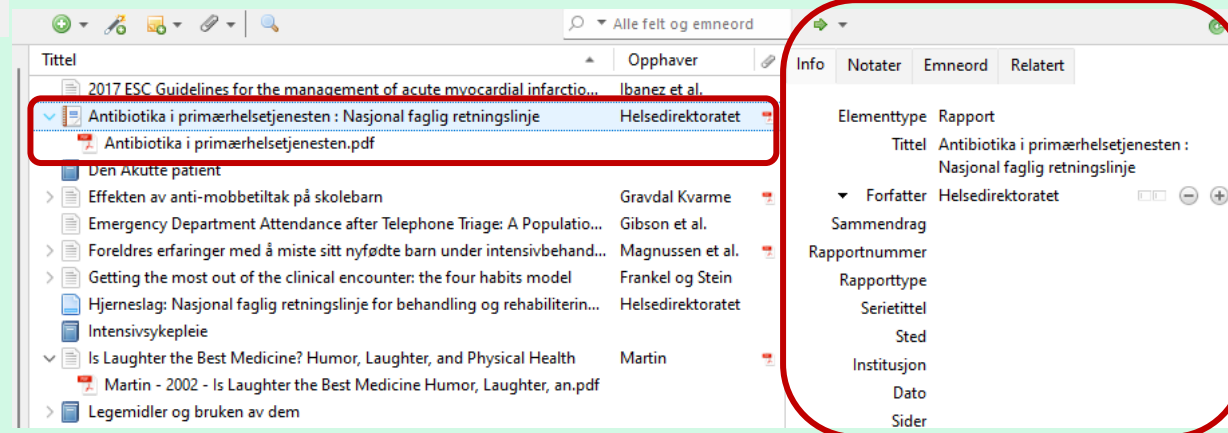 Alle felt og emneord
Tittel Opphaver
2017 ESC Guidelines for the management of acute myocardial infarctio... Ibanez et al.
Antibiotika i primærhelsetjenesten : Nasjonal faglig retningslinje Helsedirektoratet
Antibiotika i primærhelsetjenesten.pdf
Den Akutte patient
Effekten av anti-mobbetiltak på skolebarn Gravdal Kvarme
Emergency Department Attendance after Telephone Triage: A Populatio... Gibson et al.
Foreldres erfaringer med å miste sitt nyfødte barn under intensivbehand... Magnussen et al.
Getting the most out of the clinical encounter: the four habits model Frankel og Stein
Hjerneslag: Nasjonal faglig retningslinje for behandling og rehabiliterin... Helsedirektoratet
Intensivsykepleie
Is Laughter the Best Medicine? Humor, Laughter, and Physical Health Martin
Martin - 2002 - Is Laughter the Best Medicine Humor, Laughter, an.pdf
Legemidler og bruken av dem
Info Notater Emneord Relatert
Elementtype Rapport
Tittel Antibiotika i primærhelsetjenesten :
Nasjonal faglig retningslinje
Forfatter Helsedirektoratet
Sammendrag
Rapportnummer
Rapporttype
Serietittel
Sted
Institusjon
Dato
Sider